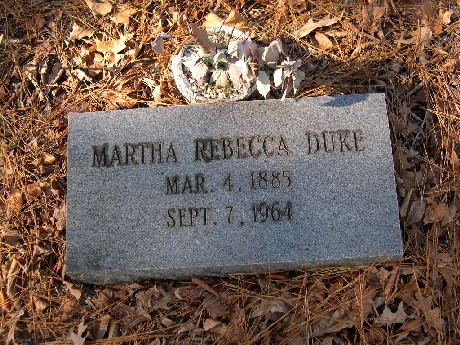 MARTHA REBECCA DUKE
MAR. 4, 1885
SEPT. 7, 1964